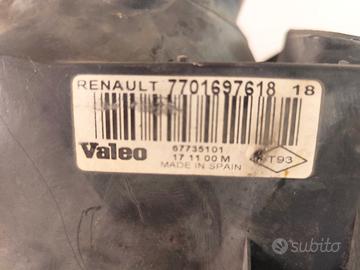 RENAULT 7701697618 18
Valeo
67735101
17 11 00 M
MADE IN SPAIN
T93
subito